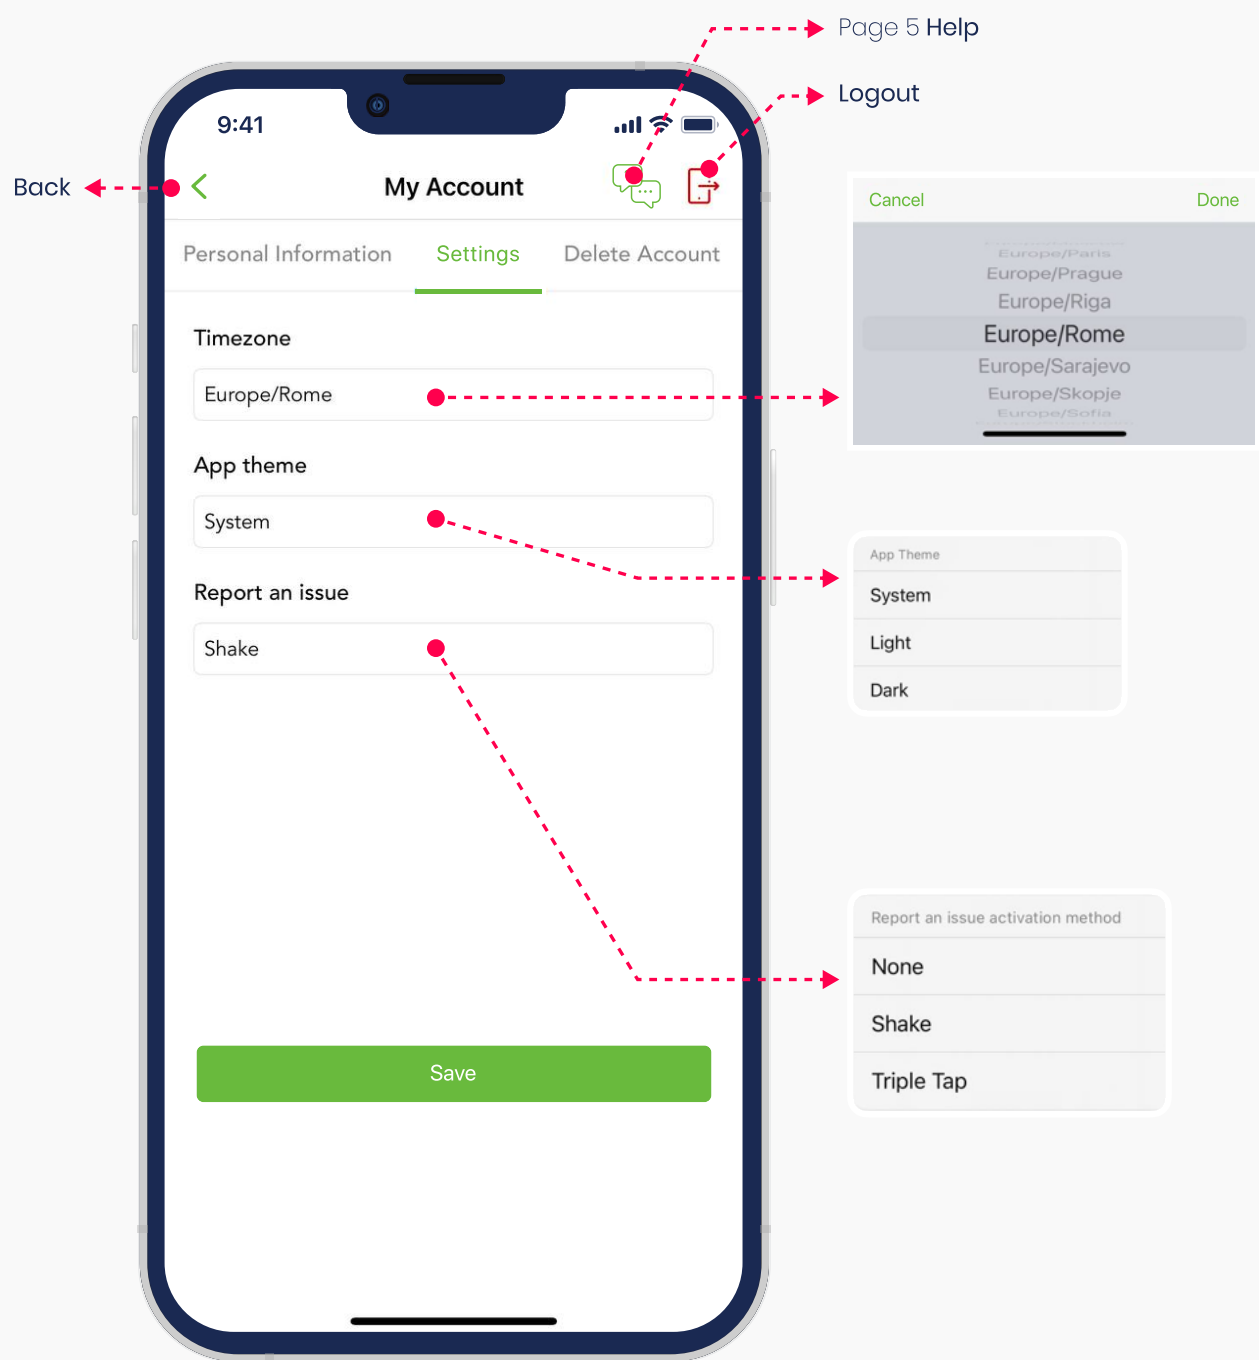 Page 5 Help
Logout
9:41
Back
My Account
Personal Information Settings Delete Account
Timezone
Europe/Rome
App theme
System
Report an issue
Shake
Save
Cancel Done
Europe/Paris
Europe/Prague
Europe/Riga
Europe/Rome
Europe/Sarajevo
Europe/Skopje
Europe/Sofia
App Theme
System
Light
Dark
Report an issue activation method
None
Shake
Triple Tap